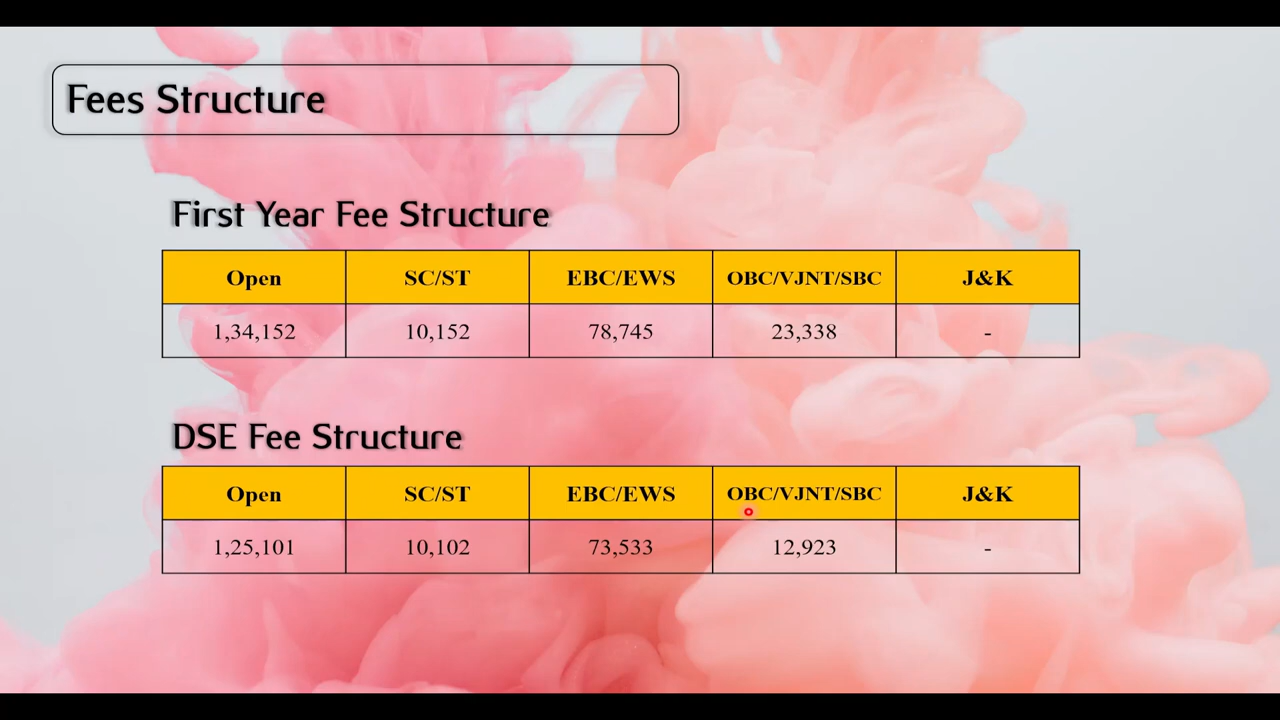 Fees Structure
First Year Fee Structure
Open SC/ST EBC/EWS OBC/VJNT/SBC J&K
1,34,152 10,152 78,745 23,338 -
DSE Fee Structure
Open SC/ST EBC/EWS OBC/VJNT/SBC J&K
1,25,101 10,102 73,533 12,923 -